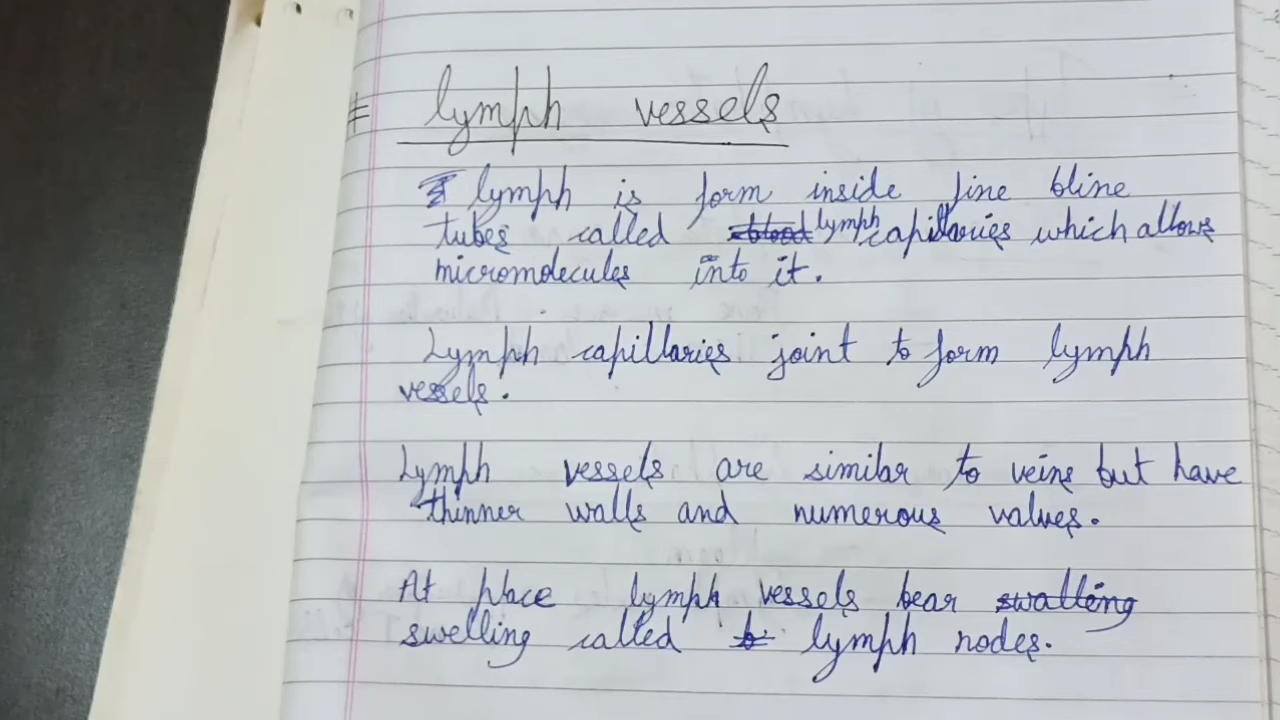 # lymph vessels
lymph is form inside fine bline
tubes called lymph capillaries which allows
micromolecules into it.
Lymph capillaries joint to form lymph
vessels.
Lymph vessels are similar to veins but have
thinner walls and numerous valves.
At place lymph vessels bear swalling
swelling called lymph nodes.